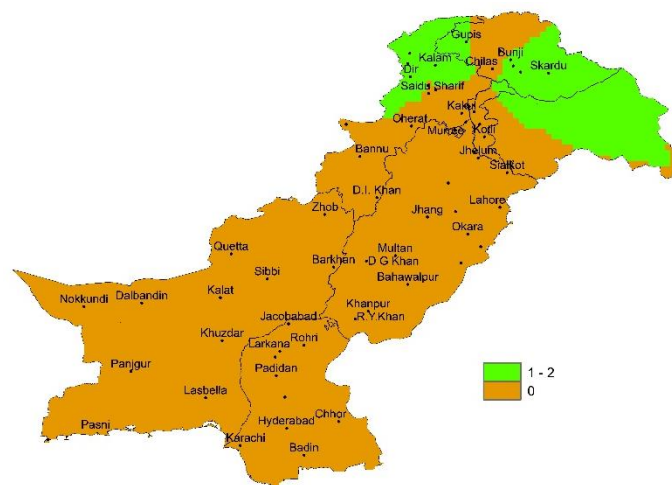 Gupis
Kalam
Bunji
Chilas
Skardu
Dir
Saidu Sharif
Kakul
Cherat
Murree
Kotli
Bannu
Jhelum
Sialkot
D.I. Khan
Zhob
Jhang
Lahore
Okara
Quetta
Multan
Barkhan
D G Khan
Sibbi
Bahawalpur
Kalat
Nokkundi
Dalbandin
Khanpur
R.Y.Khan
Jacobabad
Khuzdar
Rohri
Larkana
Panjgur
Padidan
1 - 2
0
Lasbella
Chhor
Pasni
Hyderabad
Karachi
Badin